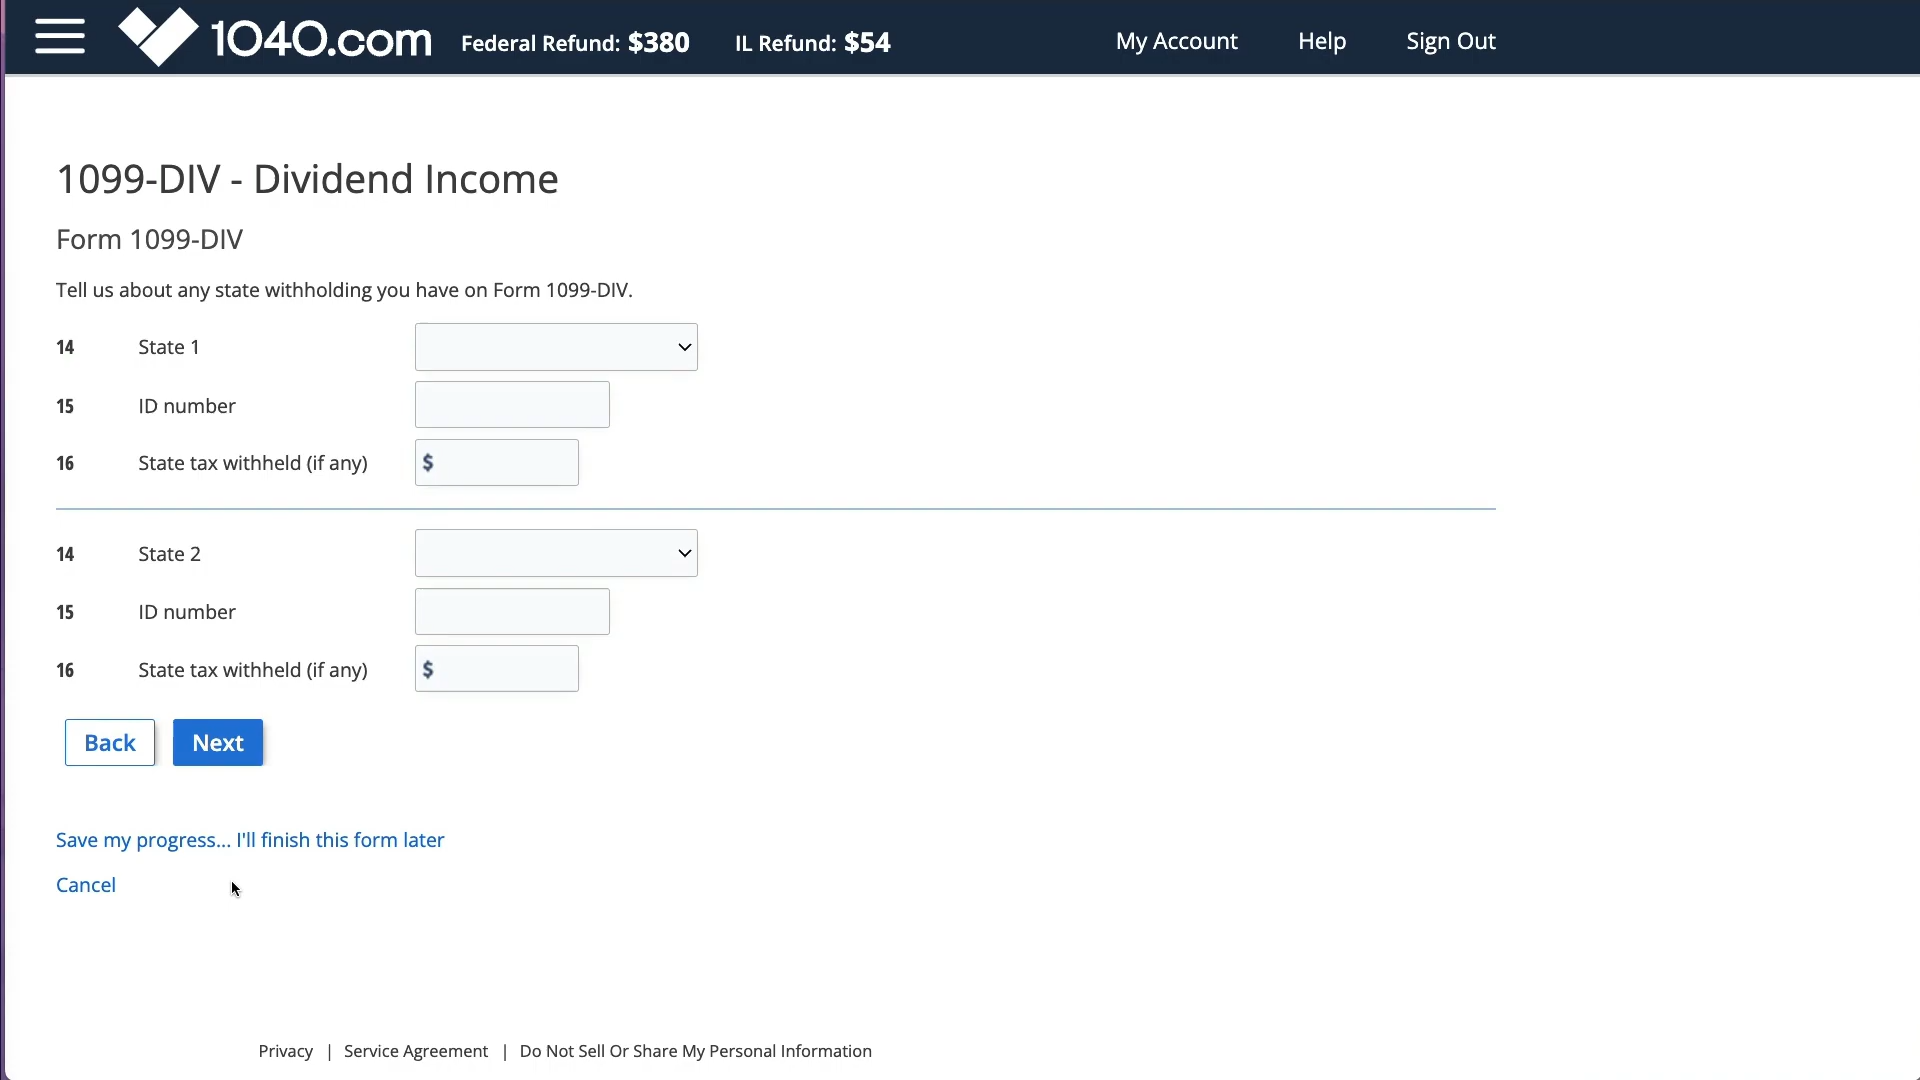 1040.com Federal Refund: $380 IL Refund: $54 My Account Help Sign Out
1099-DIV - Dividend Income
Form 1099-DIV
Tell us about any state withholding you have on Form 1099-DIV.
14 State 1
15 ID number
16 State tax withheld (if any) $
14 State 2
15 ID number
16 State tax withheld (if any) $
Back Next
Save my progress... I'll finish this form later
Cancel
Privacy | Service Agreement | Do Not Sell Or Share My Personal Information